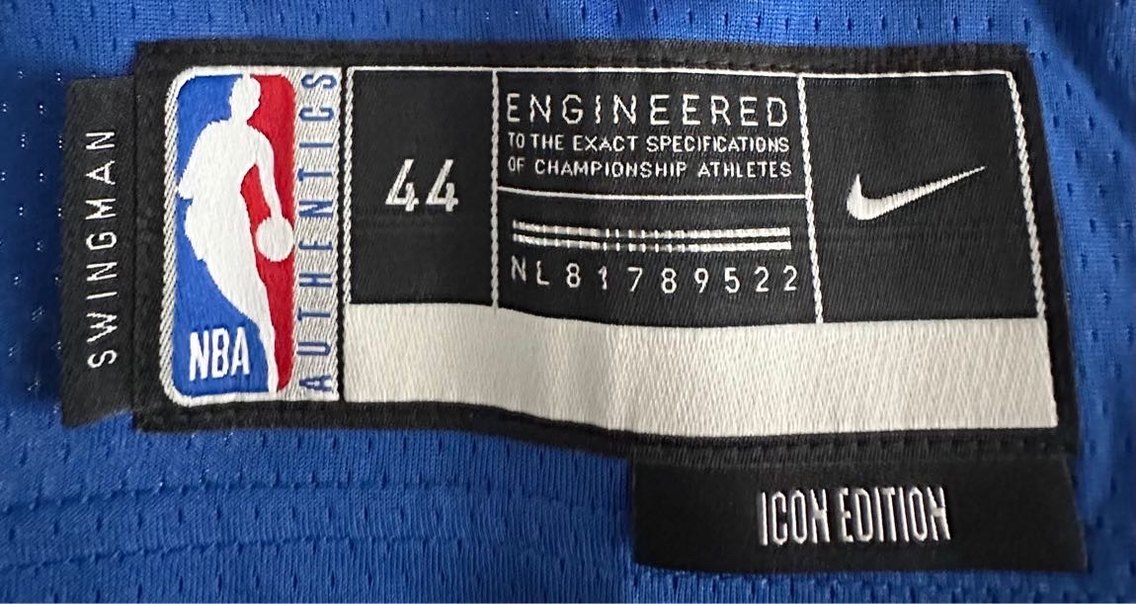 SWINGMAN
NBA
AUTHENTICS
44
ENGINEERED
TO THE EXACT SPECIFICATIONS
OF CHAMPIONSHIP ATHLETES
NL81789522
ICON EDITION